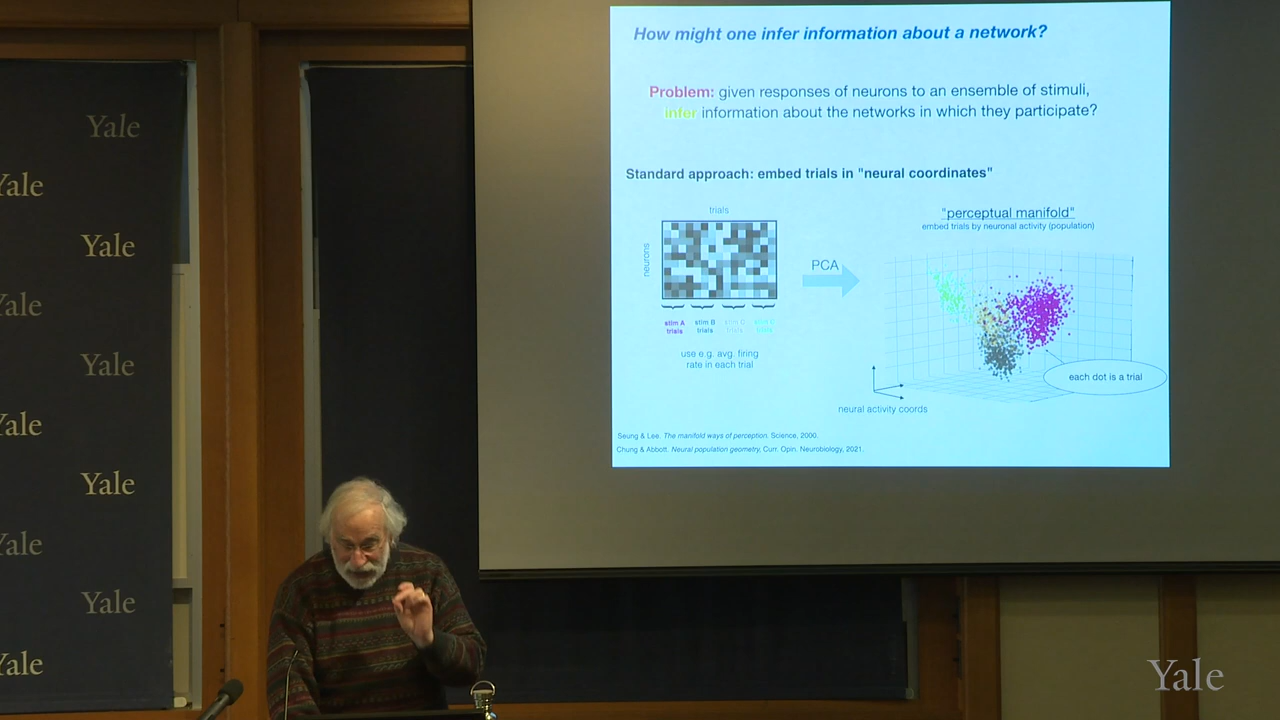 How might one infer information about a network?
Problem: given responses of neurons to an ensemble of stimuli,
infer information about the networks in which they participate?
Standard approach: embed trials in "neural coordinates"
trials
neurons
stim A
trials
stim B
trials
trials
trials
use e.g. avg. firing
rate in each trial
PCA
"perceptual manifold"
embed trials by neuronal activity (population)
each dot is a trial
neural activity coords
Seung & Lee. The manifold ways of perception. Science, 2000.
Chung & Abbott. Neural population geometry, Curr. Opin. Neurobiology, 2021.
Yale
Yale
Yale
Yale
Yale
Yale
Yale
Yale
Yale
Yale
Yale